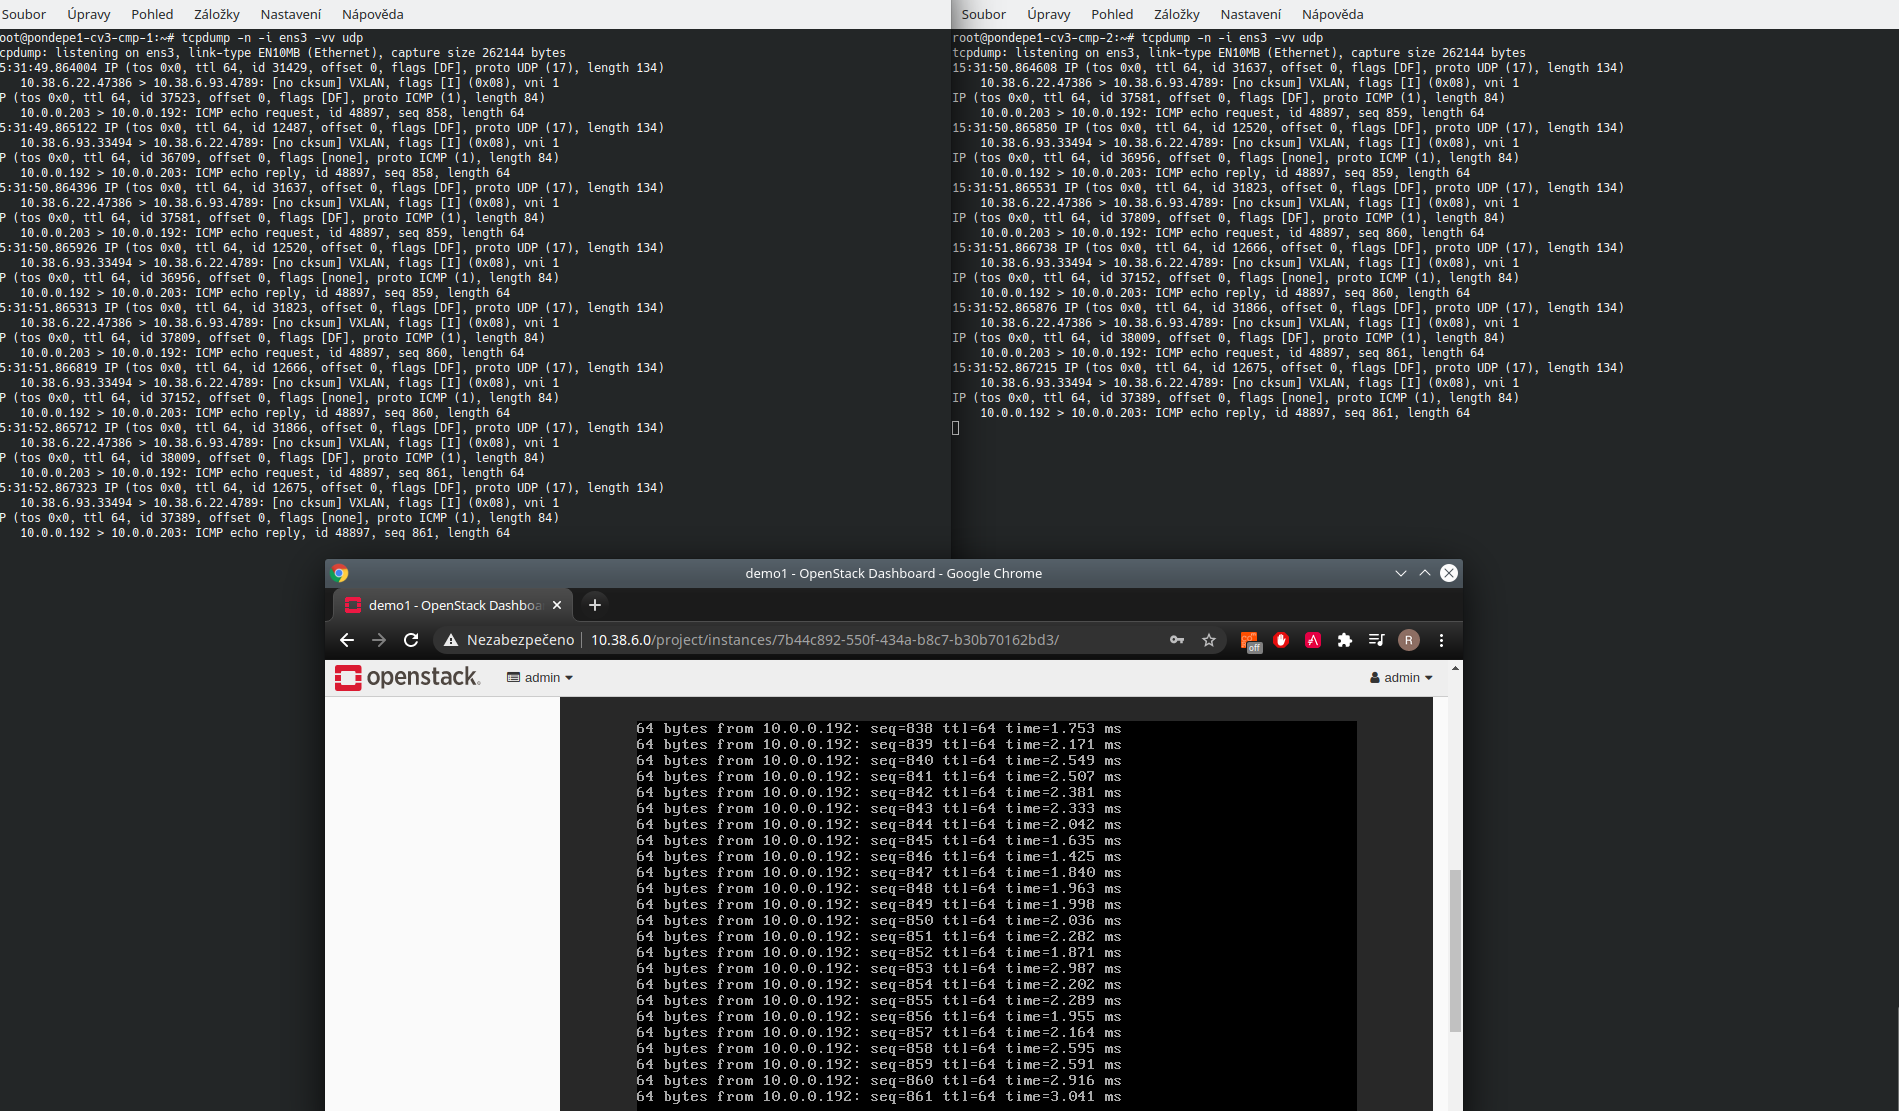 Soubor Úpravy Pohled Záložky Nastavení Nápověda
oot@pondepe1-cv3-cmp-1:~# tcpdump -n -i ens3 -vv udp
cpdump: listening on ens3, link-type EN10MB (Ethernet), capture size 262144 bytes
5:31:49.864004 IP (tos 0x0, ttl 64, id 31429, offset 0, flags [DF], proto UDP (17), length 134)
10.38.6.22.47386 > 10.38.6.93.4789: [no cksum] VXLAN, flags [I] (0x08), vni 1
P (tos 0x0, ttl 64, id 37523, offset 0, flags [DF], proto ICMP (1), length 84)
10.0.0.203 > 10.0.0.192: ICMP echo request, id 48897, seq 858, length 64
5:31:49.865122 IP (tos 0x0, ttl 64, id 12487, offset 0, flags [DF], proto UDP (17), length 134)
10.38.6.93.33494 > 10.38.6.22.4789: [no cksum] VXLAN, flags [I] (0x08), vni 1
P (tos 0x0, ttl 64, id 36709, offset 0, flags [none], proto ICMP (1), length 84)
10.0.0.192 > 10.0.0.203: ICMP echo reply, id 48897, seq 858, length 64
5:31:50.864396 IP (tos 0x0, ttl 64, id 31637, offset 0, flags [DF], proto UDP (17), length 134)
10.38.6.22.47386 > 10.38.6.93.4789: [no cksum] VXLAN, flags [I] (0x08), vni 1
P (tos 0x0, ttl 64, id 37581, offset 0, flags [DF], proto ICMP (1), length 84)
10.0.0.203 > 10.0.0.192: ICMP echo request, id 48897, seq 859, length 64
5:31:50.865926 IP (tos 0x0, ttl 64, id 12520, offset 0, flags [DF], proto UDP (17), length 134)
10.38.6.93.33494 > 10.38.6.22.4789: [no cksum] VXLAN, flags [I] (0x08), vni 1
P (tos 0x0, ttl 64, id 36956, offset 0, flags [none], proto ICMP (1), length 84)
10.0.0.192 > 10.0.0.203: ICMP echo reply, id 48897, seq 859, length 64
5:31:51.865313 IP (tos 0x0, ttl 64, id 31823, offset 0, flags [DF], proto UDP (17), length 134)
10.38.6.22.47386 > 10.38.6.93.4789: [no cksum] VXLAN, flags [I] (0x08), vni 1
P (tos 0x0, ttl 64, id 37809, offset 0, flags [DF], proto ICMP (1), length 84)
10.0.0.203 > 10.0.0.192: ICMP echo request, id 48897, seq 860, length 64
5:31:51.866819 IP (tos 0x0, ttl 64, id 12666, offset 0, flags [DF], proto UDP (17), length 134)
10.38.6.93.33494 > 10.38.6.22.4789: [no cksum] VXLAN, flags [I] (0x08), vni 1
P (tos 0x0, ttl 64, id 37152, offset 0, flags [none], proto ICMP (1), length 84)
10.0.0.192 > 10.0.0.203: ICMP echo reply, id 48897, seq 860, length 64
5:31:52.865712 IP (tos 0x0, ttl 64, id 31866, offset 0, flags [DF], proto UDP (17), length 134)
10.38.6.22.47386 > 10.38.6.93.4789: [no cksum] VXLAN, flags [I] (0x08), vni 1
P (tos 0x0, ttl 64, id 38009, offset 0, flags [DF], proto ICMP (1), length 84)
10.0.0.203 > 10.0.0.192: ICMP echo request, id 48897, seq 861, length 64
5:31:52.867323 IP (tos 0x0, ttl 64, id 12675, offset 0, flags [DF], proto UDP (17), length 134)
10.38.6.93.33494 > 10.38.6.22.4789: [no cksum] VXLAN, flags [I] (0x08), vni 1
P (tos 0x0, ttl 64, id 37389, offset 0, flags [none], proto ICMP (1), length 84)
10.0.0.192 > 10.0.0.203: ICMP echo reply, id 48897, seq 861, length 64
Soubor Úpravy Pohled Záložky Nastavení Nápověda
root@pondepe1-cv3-cmp-2:~# tcpdump -n -i ens3 -vv udp
tcpdump: listening on ens3, link-type EN10MB (Ethernet), capture size 262144 bytes
15:31:50.864608 IP (tos 0x0, ttl 64, id 31637, offset 0, flags [DF], proto UDP (17), length 134)
10.38.6.22.47386 > 10.38.6.93.4789: [no cksum] VXLAN, flags [I] (0x08), vni 1
IP (tos 0x0, ttl 64, id 37581, offset 0, flags [DF], proto ICMP (1), length 84)
10.0.0.203 > 10.0.0.192: ICMP echo request, id 48897, seq 859, length 64
15:31:50.865850 IP (tos 0x0, ttl 64, id 12520, offset 0, flags [DF], proto UDP (17), length 134)
10.38.6.93.33494 > 10.38.6.22.4789: [no cksum] VXLAN, flags [I] (0x08), vni 1
IP (tos 0x0, ttl 64, id 36956, offset 0, flags [none], proto ICMP (1), length 84)
10.0.0.192 > 10.0.0.203: ICMP echo reply, id 48897, seq 859, length 64
15:31:51.865531 IP (tos 0x0, ttl 64, id 31823, offset 0, flags [DF], proto UDP (17), length 134)
10.38.6.22.47386 > 10.38.6.93.4789: [no cksum] VXLAN, flags [I] (0x08), vni 1
IP (tos 0x0, ttl 64, id 37809, offset 0, flags [DF], proto ICMP (1), length 84)
10.0.0.203 > 10.0.0.192: ICMP echo request, id 48897, seq 860, length 64
15:31:51.866738 IP (tos 0x0, ttl 64, id 12666, offset 0, flags [DF], proto UDP (17), length 134)
10.38.6.93.33494 > 10.38.6.22.4789: [no cksum] VXLAN, flags [I] (0x08), vni 1
IP (tos 0x0, ttl 64, id 37152, offset 0, flags [none], proto ICMP (1), length 84)
10.0.0.192 > 10.0.0.203: ICMP echo reply, id 48897, seq 860, length 64
15:31:52.865876 IP (tos 0x0, ttl 64, id 31866, offset 0, flags [DF], proto UDP (17), length 134)
10.38.6.22.47386 > 10.38.6.93.4789: [no cksum] VXLAN, flags [I] (0x08), vni 1
IP (tos 0x0, ttl 64, id 38009, offset 0, flags [DF], proto ICMP (1), length 84)
10.0.0.203 > 10.0.0.192: ICMP echo request, id 48897, seq 861, length 64
15:31:52.867215 IP (tos 0x0, ttl 64, id 12675, offset 0, flags [DF], proto UDP (17), length 134)
10.38.6.93.33494 > 10.38.6.22.4789: [no cksum] VXLAN, flags [I] (0x08), vni 1
IP (tos 0x0, ttl 64, id 37389, offset 0, flags [none], proto ICMP (1), length 84)
10.0.0.192 > 10.0.0.203: ICMP echo reply, id 48897, seq 861, length 64
demo1 - OpenStack Dashboard - Google Chrome
demo1 - OpenStack Dashboa
Nezabezpečeno 10.38.6.0/project/instances/7b44c892-550f-434a-b8c7-b30b70162bd3/
off
R
openstack. admin admin
64 bytes from 10.0.0.192: seq=838 ttl=64 time=1.753 ms
64 bytes from 10.0.0.192: seq=839 ttl=64 time=2.171 ms
64 bytes from 10.0.0.192: seq=840 ttl=64 time=2.549 ms
64 bytes from 10.0.0.192: seq=841 ttl=64 time=2.507 ms
64 bytes from 10.0.0.192: seq=842 ttl=64 time=2.381 ms
64 bytes from 10.0.0.192: seq=843 ttl=64 time=2.333 ms
64 bytes from 10.0.0.192: seq=844 ttl=64 time=2.042 ms
64 bytes from 10.0.0.192: seq=845 ttl=64 time=1.635 ms
64 bytes from 10.0.0.192: seq=846 ttl=64 time=1.425 ms
64 bytes from 10.0.0.192: seq=847 ttl=64 time=1.840 ms
64 bytes from 10.0.0.192: seq=848 ttl=64 time=1.963 ms
64 bytes from 10.0.0.192: seq=849 ttl=64 time=1.998 ms
64 bytes from 10.0.0.192: seq=850 ttl=64 time=2.036 ms
64 bytes from 10.0.0.192: seq=851 ttl=64 time=2.282 ms
64 bytes from 10.0.0.192: seq=852 ttl=64 time=1.871 ms
64 bytes from 10.0.0.192: seq=853 ttl=64 time=2.987 ms
64 bytes from 10.0.0.192: seq=854 ttl=64 time=2.202 ms
64 bytes from 10.0.0.192: seq=855 ttl=64 time=2.289 ms
64 bytes from 10.0.0.192: seq=856 ttl=64 time=1.955 ms
64 bytes from 10.0.0.192: seq=857 ttl=64 time=2.164 ms
64 bytes from 10.0.0.192: seq=858 ttl=64 time=2.595 ms
64 bytes from 10.0.0.192: seq=859 ttl=64 time=2.591 ms
64 bytes from 10.0.0.192: seq=860 ttl=64 time=2.916 ms
64 bytes from 10.0.0.192: seq=861 ttl=64 time=3.041 ms